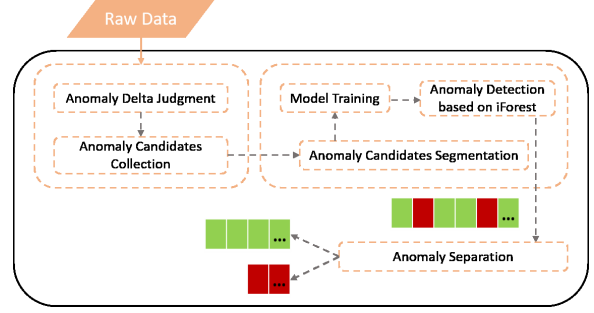 Raw Data
Anomaly Delta Judgment
Anomaly Candidates
Collection
Model Training
Anomaly Detection
based on iForest
Anomaly Candidates Segmentation
...
...
...
Anomaly Separation